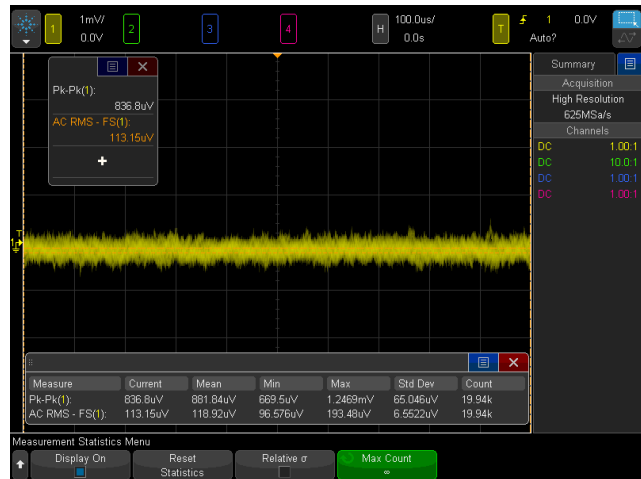 1 1mV/ 0.0V 2 3 4 H 100.0us/ 0.0s T 1 0.0V Auto?
Summary
Acquisition
High Resolution
625MSa/s
Channels
DC 1.00:1
DC 10.0:1
DC 1.00:1
DC 1.00:1
Pk-Pk(1):
836.8uV
AC RMS - FS(1):
113.15uV
T
1
Measure Current Mean Min Max Std Dev Count
Pk-Pk(1): 836.8uV 881.84uV 669.5uV 1.2469mV 65.046uV 19.94k
AC RMS - FS(1): 113.15uV 118.92uV 96.576uV 193.48uV 6.5522uV 19.94k
Measurement Statistics Menu
Display On Reset Statistics Relative σ Max Count ∞